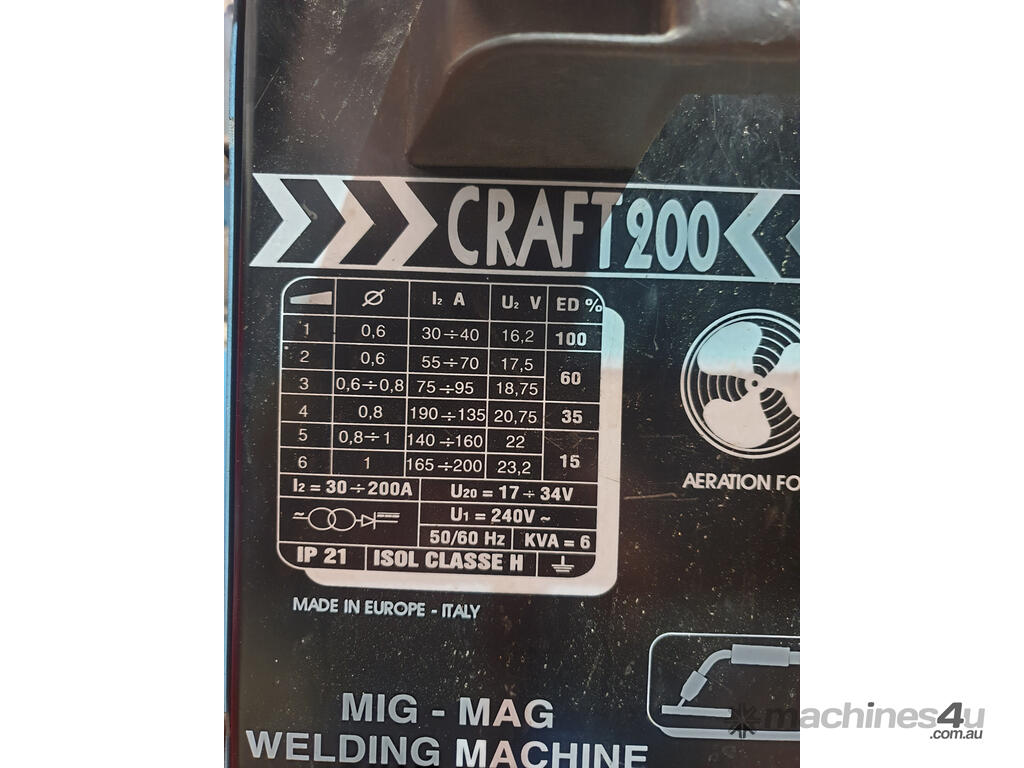 CRAFT 200
Ø I₂ A U₂ V ED %
1 0,6 30÷40 16,2 100
2 0,6 55÷70 17,5 60
3 0,6÷0,8 75÷95 18,75
4 0,8 190÷135 20,75 35
5 0,8÷1 140÷160 22 15
6 1 165÷200 23,2
I₂ = 30÷200A U₂₀ = 17÷34V
U₁ = 240V ~
50/60 Hz KVA = 6
IP 21 ISOL CLASSE H
AERATION FO
MADE IN EUROPE - ITALY
MIG - MAG
WELDING MACHINE
machines4u
.com.au